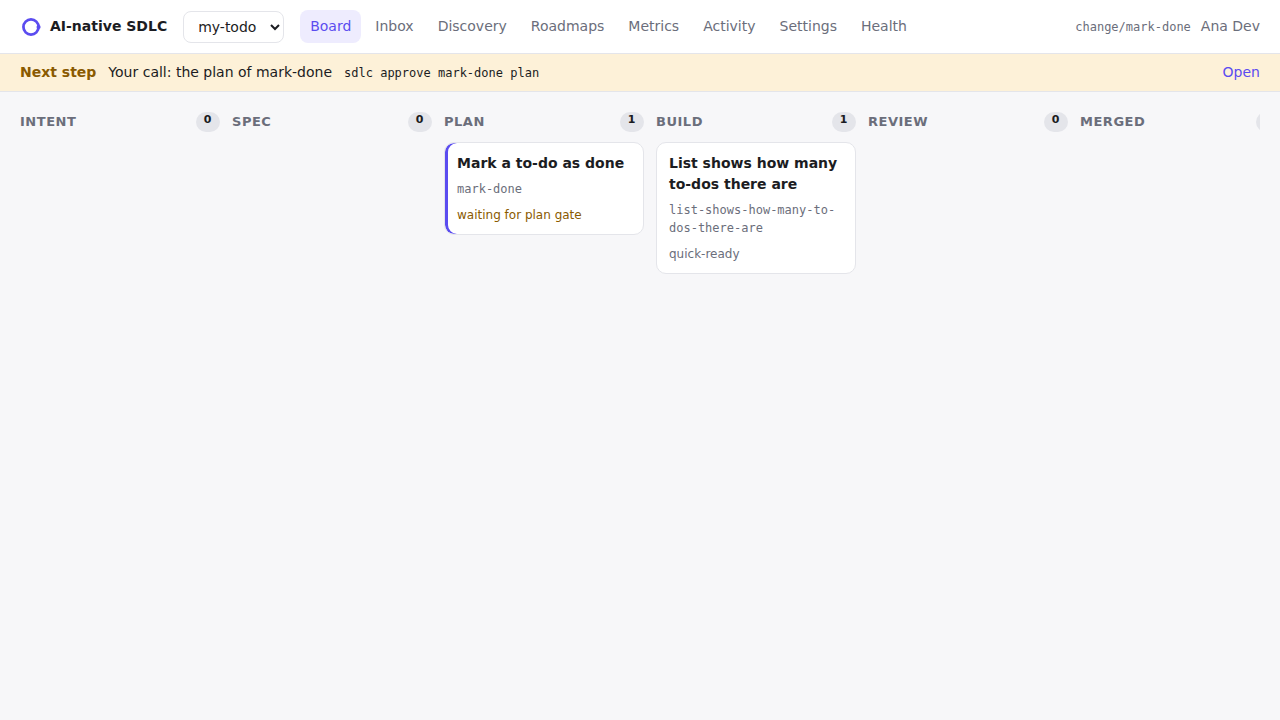 AI-native SDLC my-todo Board Inbox Discovery Roadmaps Metrics Activity Settings Health change/mark-done Ana Dev
Next step Your call: the plan of mark-done sdlc approve mark-done plan Open
INTENT 0 SPEC 0 PLAN 1 BUILD 1 REVIEW 0 MERGED
Mark a to-do as done
mark-done
waiting for plan gate
List shows how many
to-dos there are
list-shows-how-many-to-
dos-there-are
quick-ready